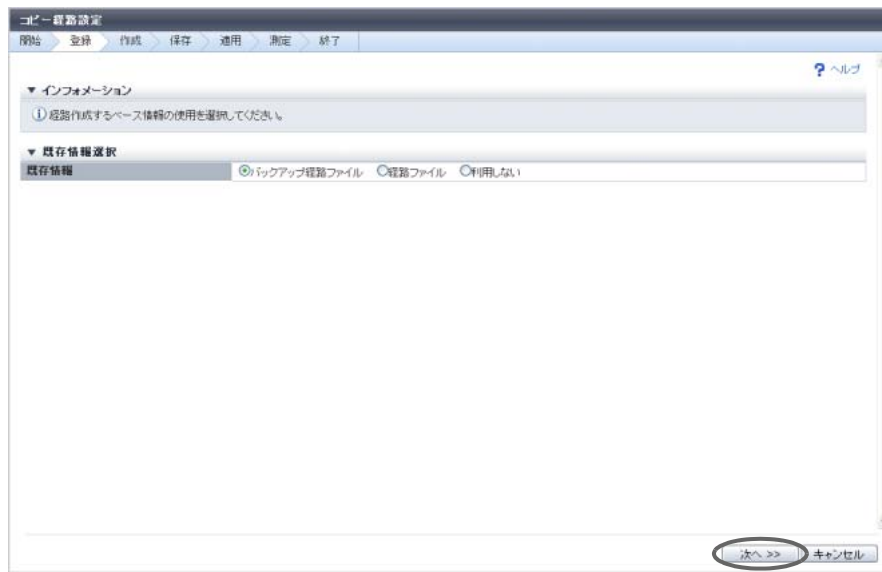 コピー経路設定
開始 登録 作成 保存 適用 測定 終了
? ヘルプ
▼ インフォメーション
経路作成するベース情報の使用を選択してください。
▼ 既存情報選択
既存情報 バックアップ経路ファイル 経路ファイル 利用しない
次へ >> キャンセル